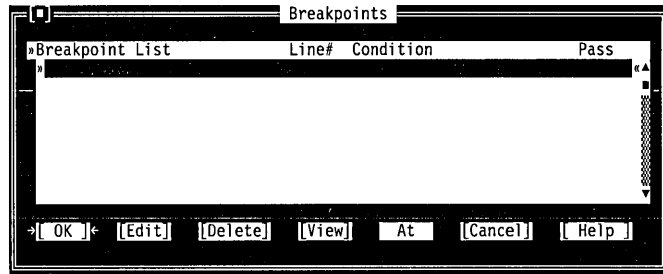 [■] Breakpoints
»Breakpoint List Line# Condition Pass
» «▲
▼
→[ OK ]← [Edit] [Delete] [View] At [Cancel] [ Help ]